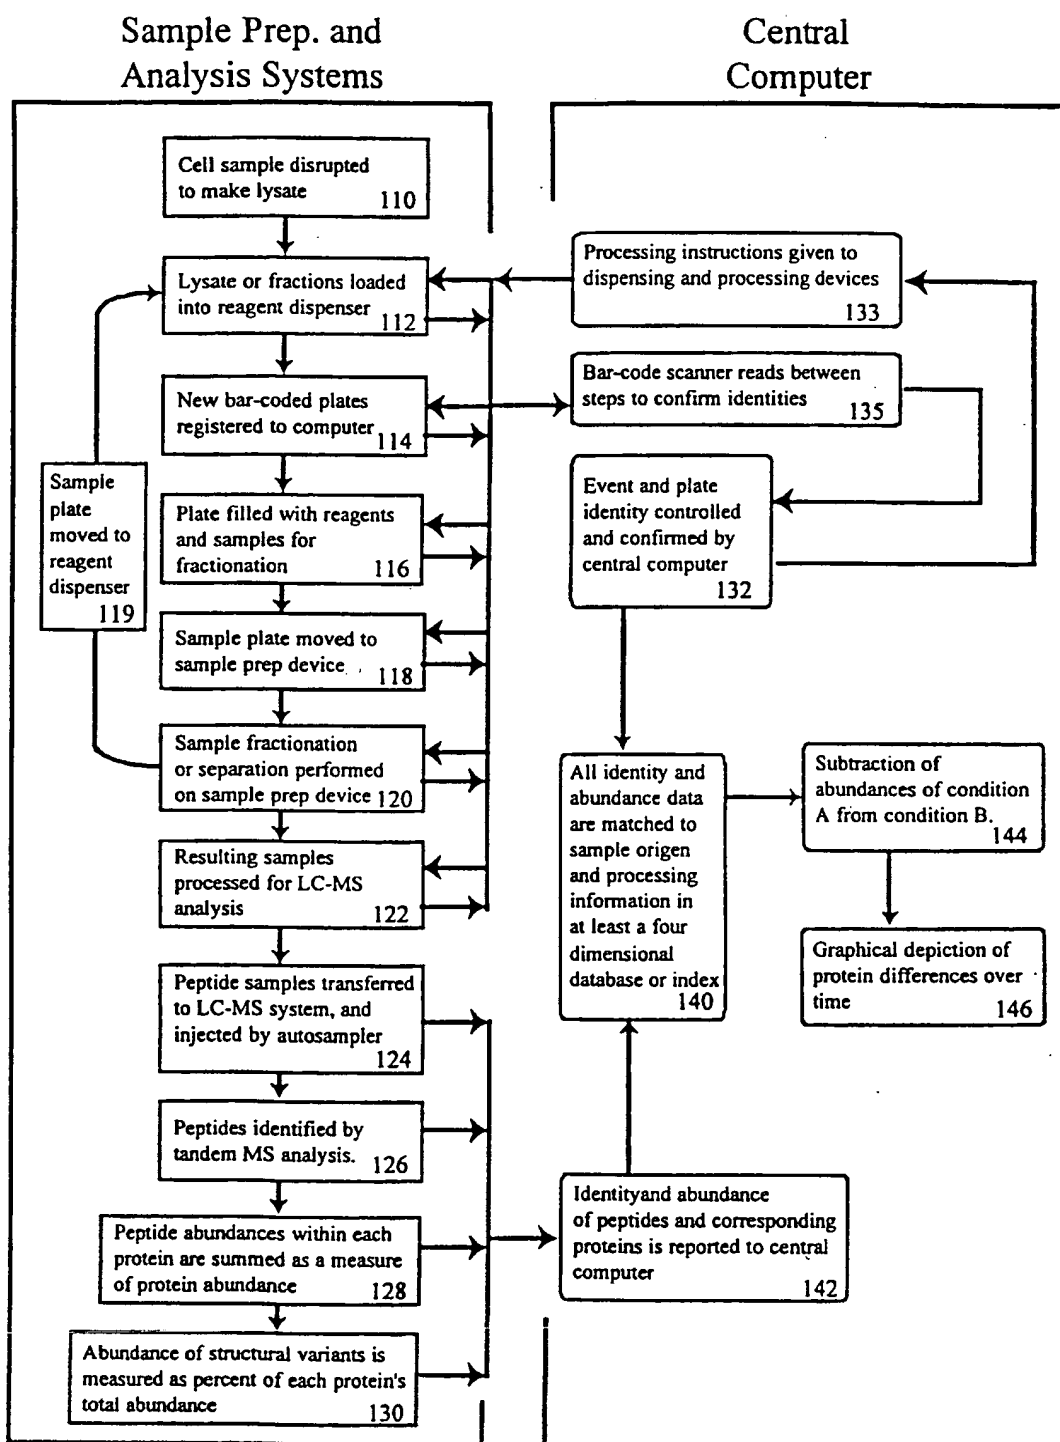 Sample Prep. and
Analysis Systems
Central
Computer
Cell sample disrupted
to make lysate
110
Lysate or fractions loaded
into reagent dispenser
112
New bar-coded plates
registered to computer
114
Plate filled with reagents
and samples for
fractionation
116
Sample plate moved to
sample prep device
118
Sample
plate
moved to
reagent
dispenser
119
Sample fractionation
or separation performed
on sample prep device 120
Resulting samples
processed for LC-MS
analysis
122
Peptide samples transferred
to LC-MS system, and
injected by autosampler
124
Peptides identified by
tandem MS analysis.
126
Peptide abundances within each
protein are summed as a measure
of protein abundance
128
Abundance of structural variants is
measured as percent of each protein's
total abundance
130
Processing instructions given to
dispensing and processing devices
133
Bar-code scanner reads between
steps to confirm identities
135
Event and plate
identity controlled
and confirmed by
central computer
132
All identity and
abundance data
are matched to
sample origen
and processing
information in
at least a four
dimensional
database or index
140
Subtraction of
abundances of condition
A from condition B.
144
Graphical depiction of
protein differences over
time
146
Identityand abundance
of peptides and corresponding
proteins is reported to central
computer
142